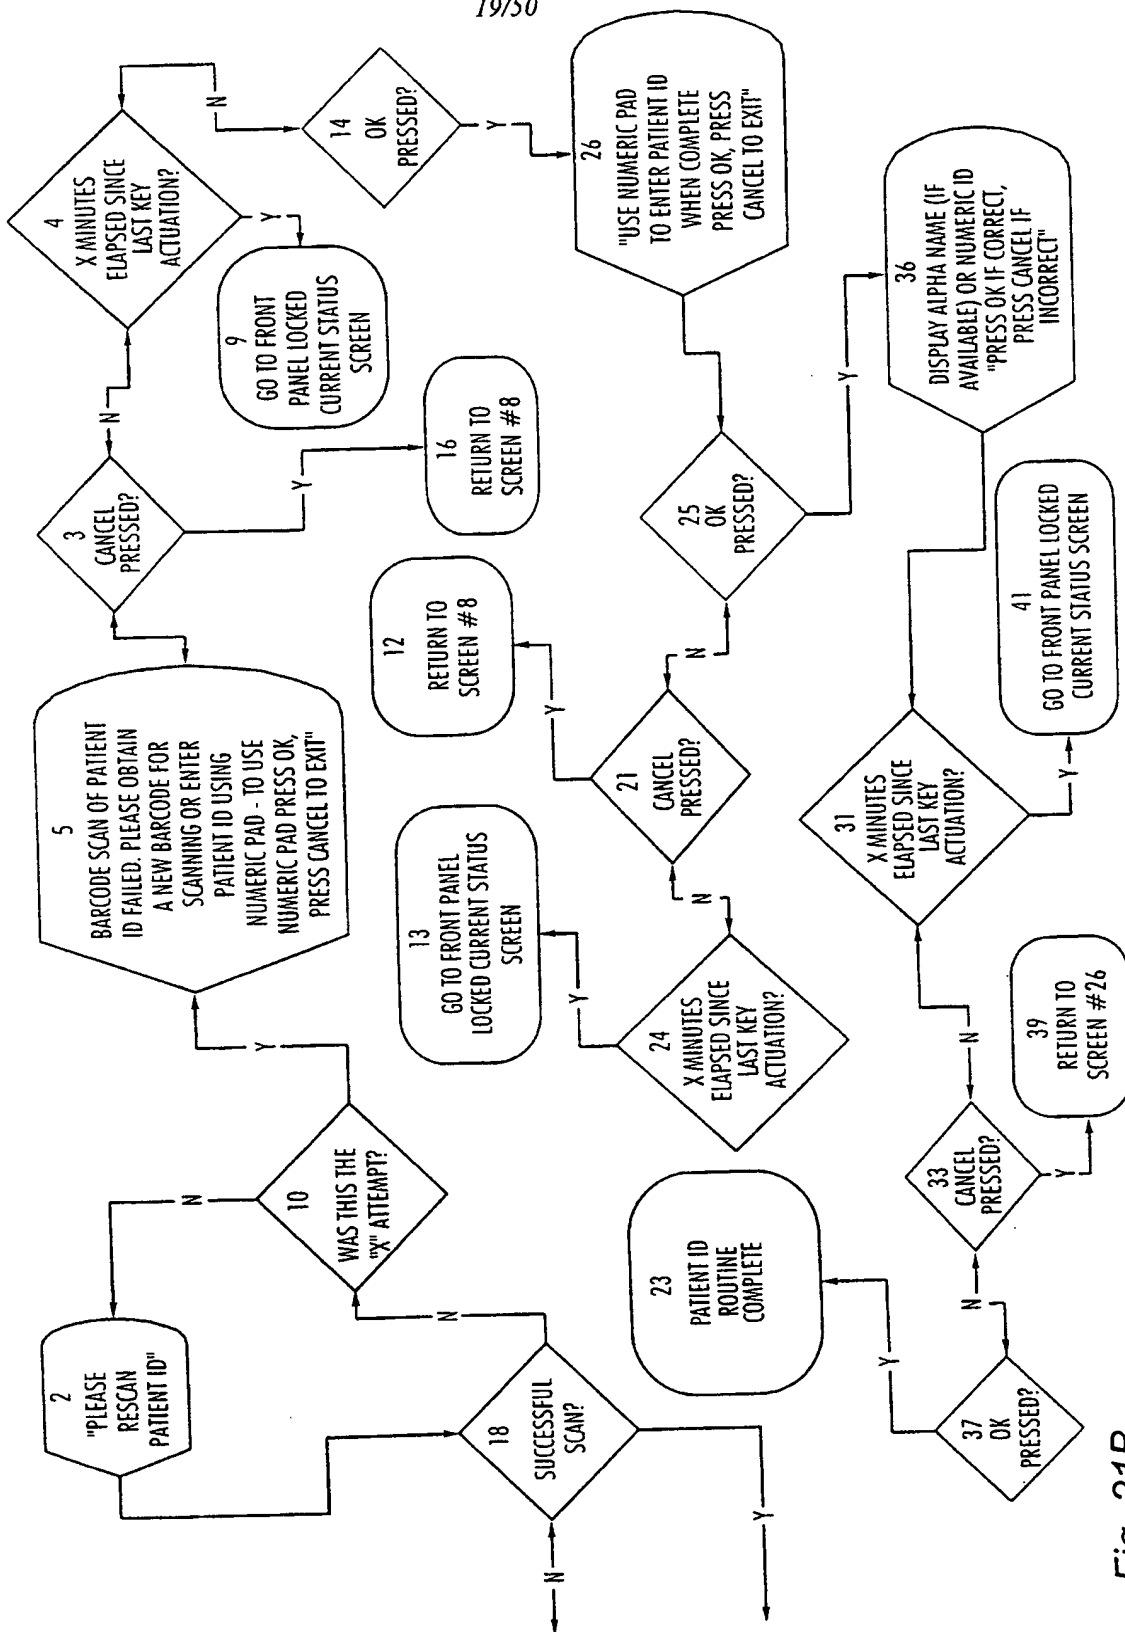 19/50
2
"PLEASE
RESCAN
PATIENT ID"
18
SUCCESSFUL
SCAN?
N
Y
N
10
WAS THIS THE
"X" ATTEMPT?
N
Y
5
BARCODE SCAN OF PATIENT
ID FAILED. PLEASE OBTAIN
A NEW BARCODE FOR
SCANNING OR ENTER
PATIENT ID USING
NUMERIC PAD - TO USE
NUMERIC PAD PRESS OK,
PRESS CANCEL TO EXIT"
3
CANCEL
PRESSED?
N
Y
16
RETURN TO
SCREEN #8
4
X MINUTES
ELAPSED SINCE
LAST KEY
ACTUATION?
N
Y
9
GO TO FRONT
PANEL LOCKED
CURRENT STATUS
SCREEN
14
OK
PRESSED?
Y
26
"USE NUMERIC PAD
TO ENTER PATIENT ID
WHEN COMPLETE
PRESS OK, PRESS
CANCEL TO EXIT"
13
GO TO FRONT PANEL
LOCKED CURRENT STATUS
SCREEN
Y
24
X MINUTES
ELAPSED SINCE
LAST KEY
ACTUATION?
N
12
RETURN TO
SCREEN #8
Y
21
CANCEL
PRESSED?
N
25
OK
PRESSED?
Y
23
PATIENT ID
ROUTINE
COMPLETE
Y
37
OK
PRESSED?
N
33
CANCEL
PRESSED?
Y
39
RETURN TO
SCREEN #26
N
31
X MINUTES
ELAPSED SINCE
LAST KEY
ACTUATION?
Y
41
GO TO FRONT PANEL LOCKED
CURRENT STATUS SCREEN
36
DISPLAY ALPHA NAME (IF
AVAILABLE) OR NUMERIC ID
"PRESS OK IF CORRECT,
PRESS CANCEL IF
INCORRECT"
Fig. 21B